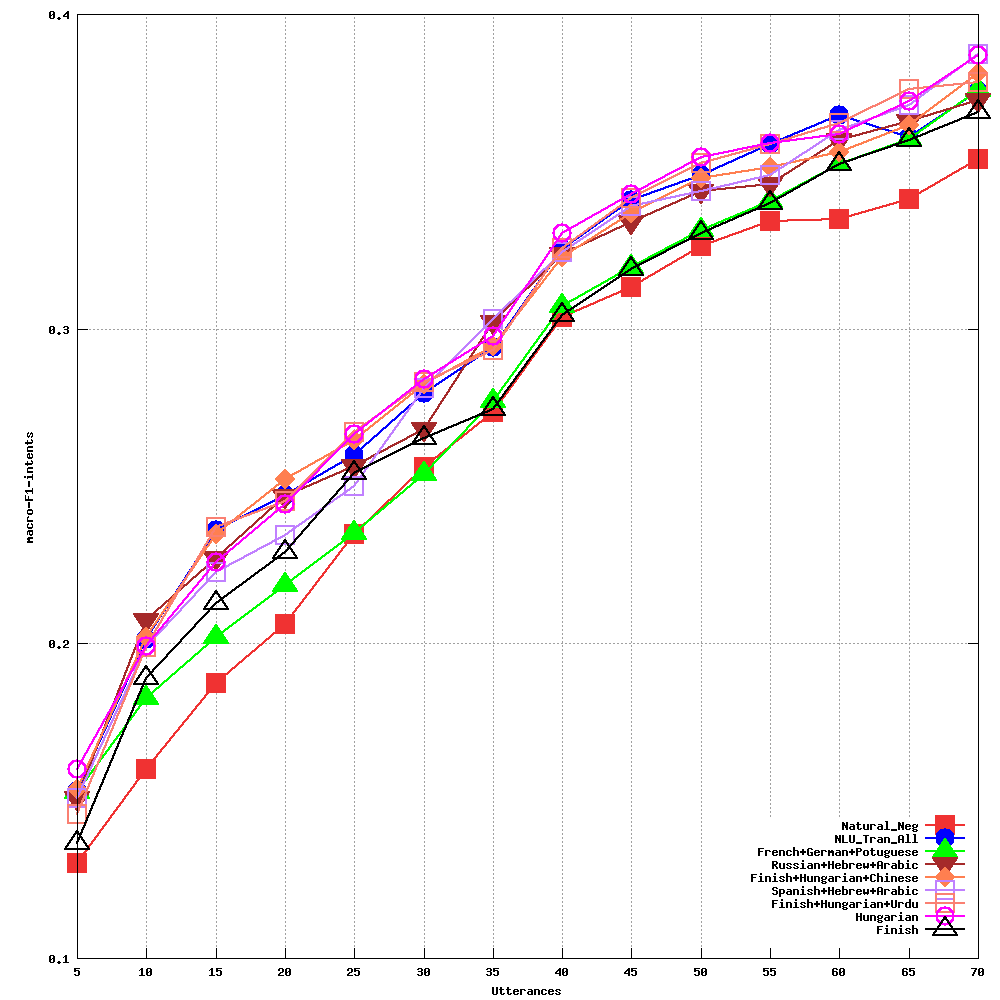 0.4
0.3
0.2
0.1
macro-F1-intents
Natural_Neg
NLU_Tran_All
French+German+Potuguese
Russian+Hebrew+Arabic
Finish+Hungarian+Chinese
Spanish+Hebrew+Arabic
Finish+Hungarian+Urdu
Hungarian
Finish
5 10 15 20 25 30 35 40 45 50 55 60 65 70
Utterances